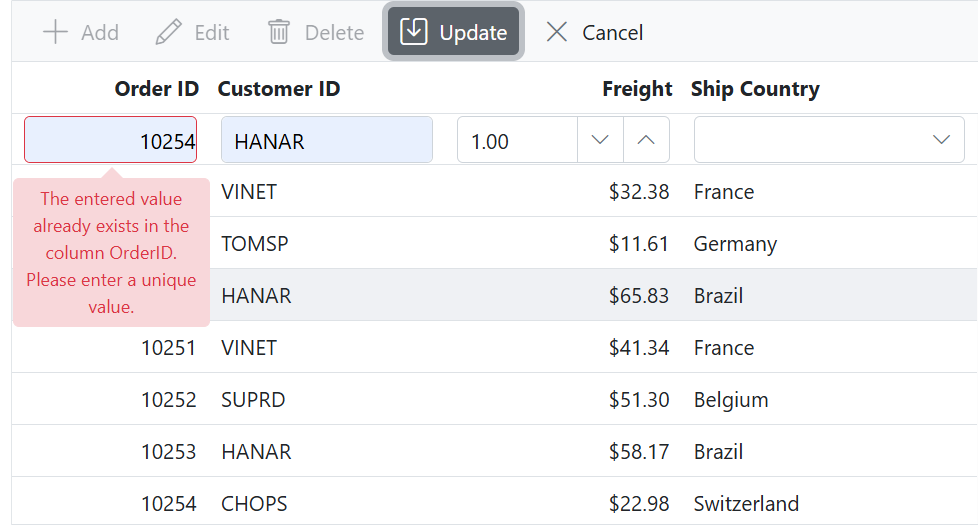 Add Edit Delete Update Cancel
Order ID Customer ID Freight Ship Country
10254 HANAR 1.00
The entered value
already exists in the
column OrderID.
Please enter a unique
value.
VINET $32.38 France
TOMSP $11.61 Germany
HANAR $65.83 Brazil
10251 VINET $41.34 France
10252 SUPRD $51.30 Belgium
10253 HANAR $58.17 Brazil
10254 CHOPS $22.98 Switzerland